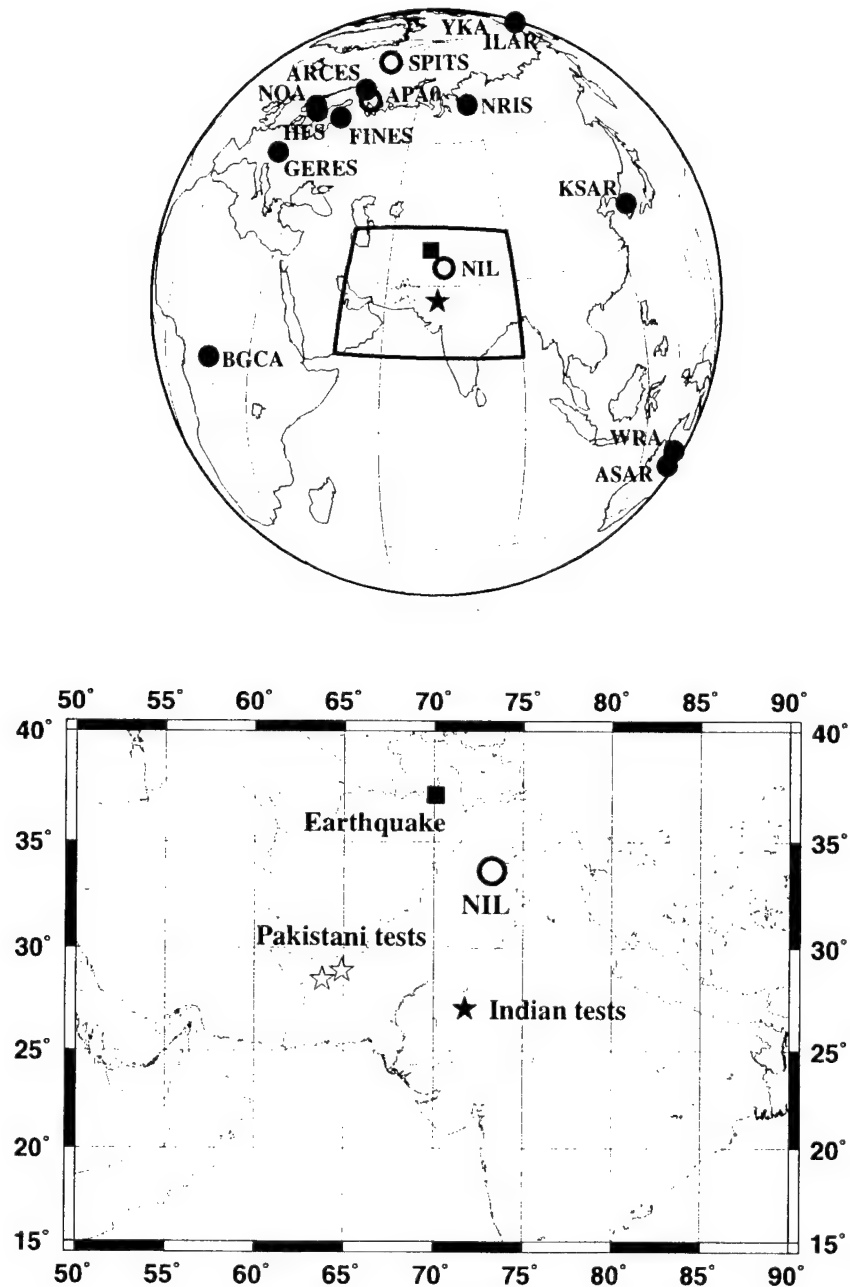 YKA
ILAR
SPITS
ARCES
APA0
NOA
NRIS
HFS
FINES
GERES
KSAR
NIL
BGCA
WRA
ASAR
50° 55° 60° 65° 70° 75° 80° 85° 90°
40° 40°
Earthquake
35° 35°
NIL
Pakistani tests
30° 30°
Indian tests
25° 25°
20° 20°
15° 15°
50° 55° 60° 65° 70° 75° 80° 85° 90°